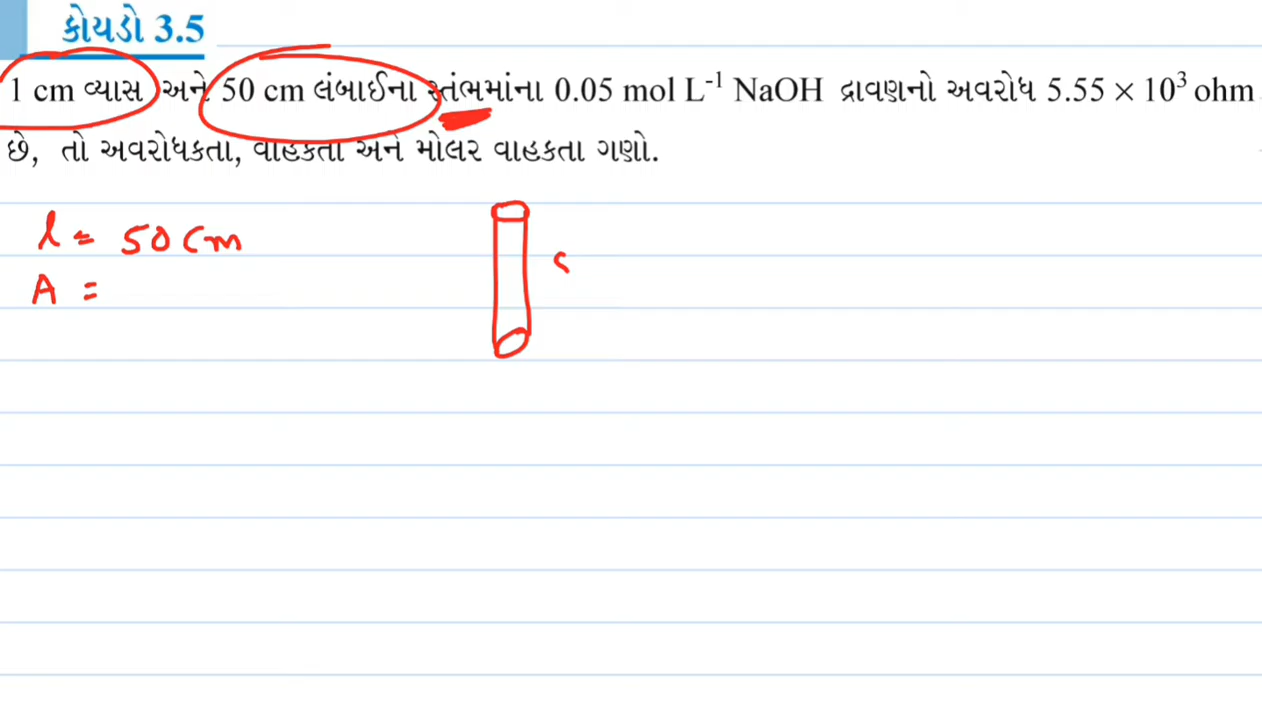 કોયડો 3.5
1 cm વ્યાસ અને 50 cm લંબાઈના સ્તંભમાંના 0.05 mol L⁻¹ NaOH દ્રાવણનો અવરોધ 5.55 × 10³ ohm
છે, તો અવરોધકતા, વાહકતા અને મોલર વાહકતા ગણો.
l = 50 cm
A =